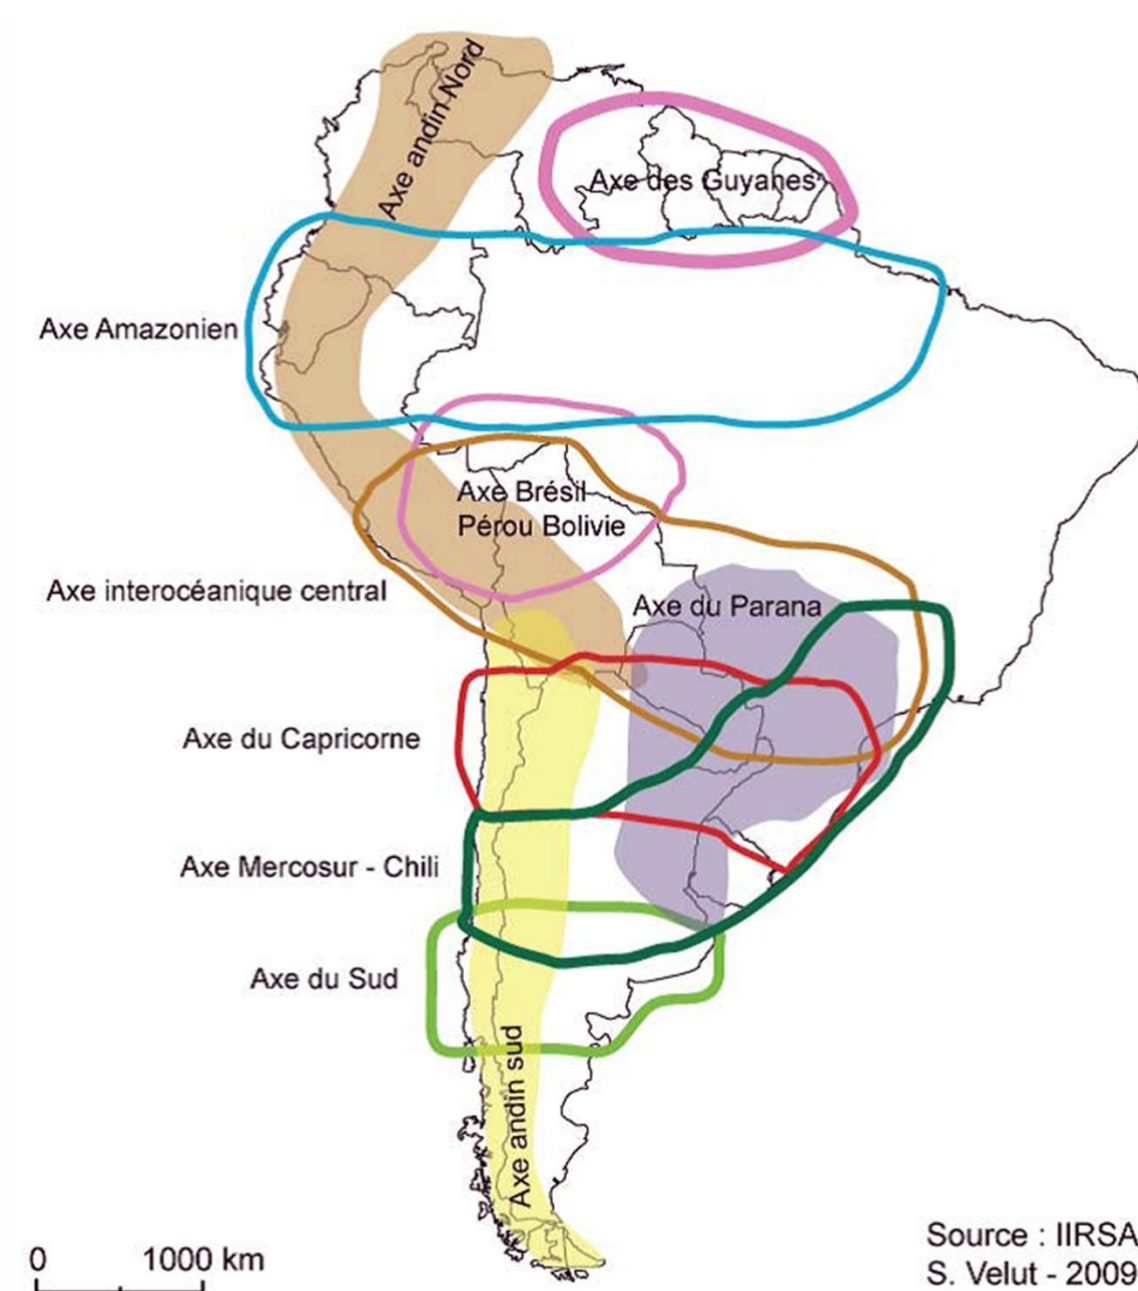 Axe andin Nord
Axe des Guyanes
Axe Amazonien
Axe Brésil
Pérou Bolivie
Axe interocéanique central
Axe du Parana
Axe du Capricorne
Axe Mercosur - Chili
Axe du Sud
Axe andin sud
0 1000 km
Source : IIRSA
S. Velut - 2009